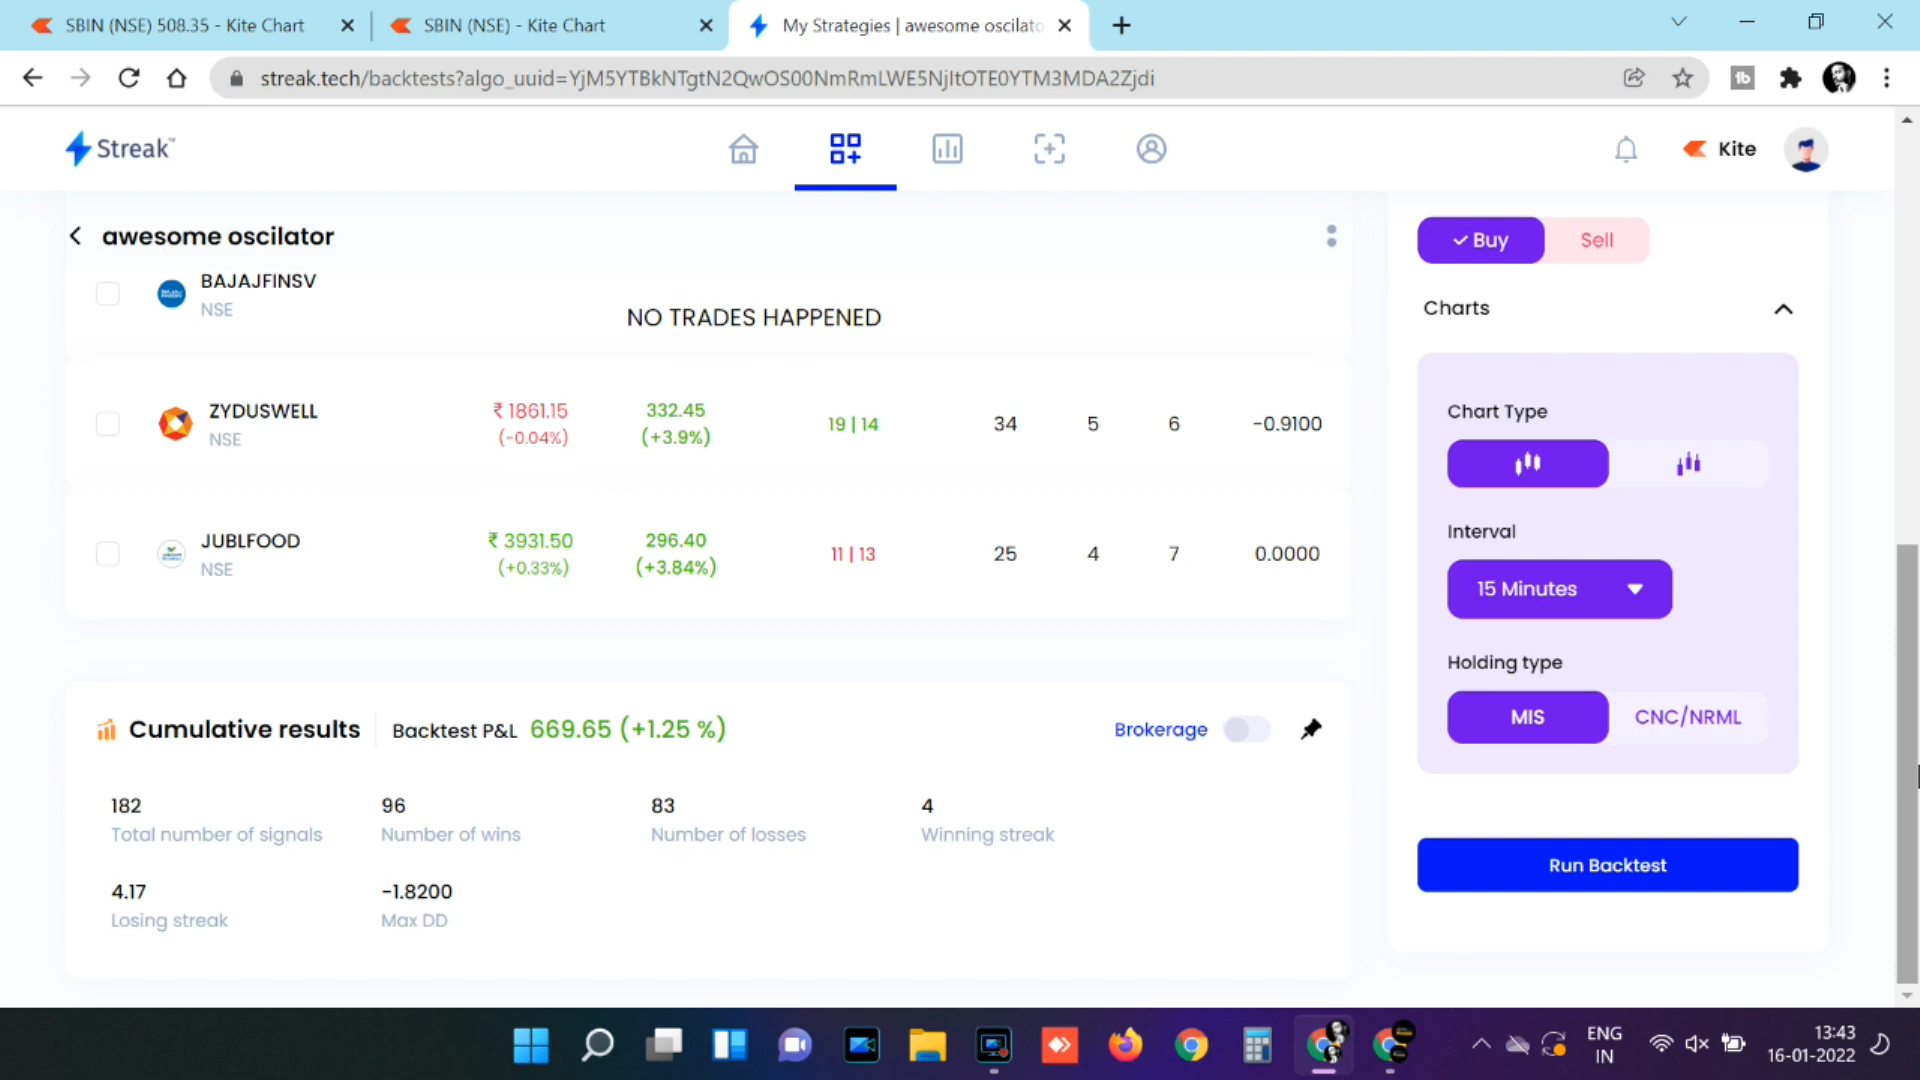 SBIN (NSE) 508.35 - Kite Chart
SBIN (NSE) - Kite Chart
My Strategies | awesome oscilato
streak.tech/backtests?algo_uuid=YjM5YTBkNTgtN2QwOS00NmRmLWE5NjItOTE0YTM3MDA2Zjdi
Streak™
Kite
awesome oscilator
Buy
Sell
BAJAJFINSV
NSE
NO TRADES HAPPENED
Charts
ZYDUSWELL
NSE
₹ 1861.15
(-0.04%)
332.45
(+3.9%)
19 | 14
34
5
6
-0.9100
Chart Type
JUBLFOOD
NSE
₹ 3931.50
(+0.33%)
296.40
(+3.84%)
11 | 13
25
4
7
0.0000
Interval
15 Minutes
Holding type
MIS
CNC/NRML
Cumulative results
Backtest P&L 669.65 (+1.25 %)
Brokerage
182
Total number of signals
96
Number of wins
83
Number of losses
4
Winning streak
4.17
Losing streak
-1.8200
Max DD
Run Backtest
ENG
IN
13:43
16-01-2022